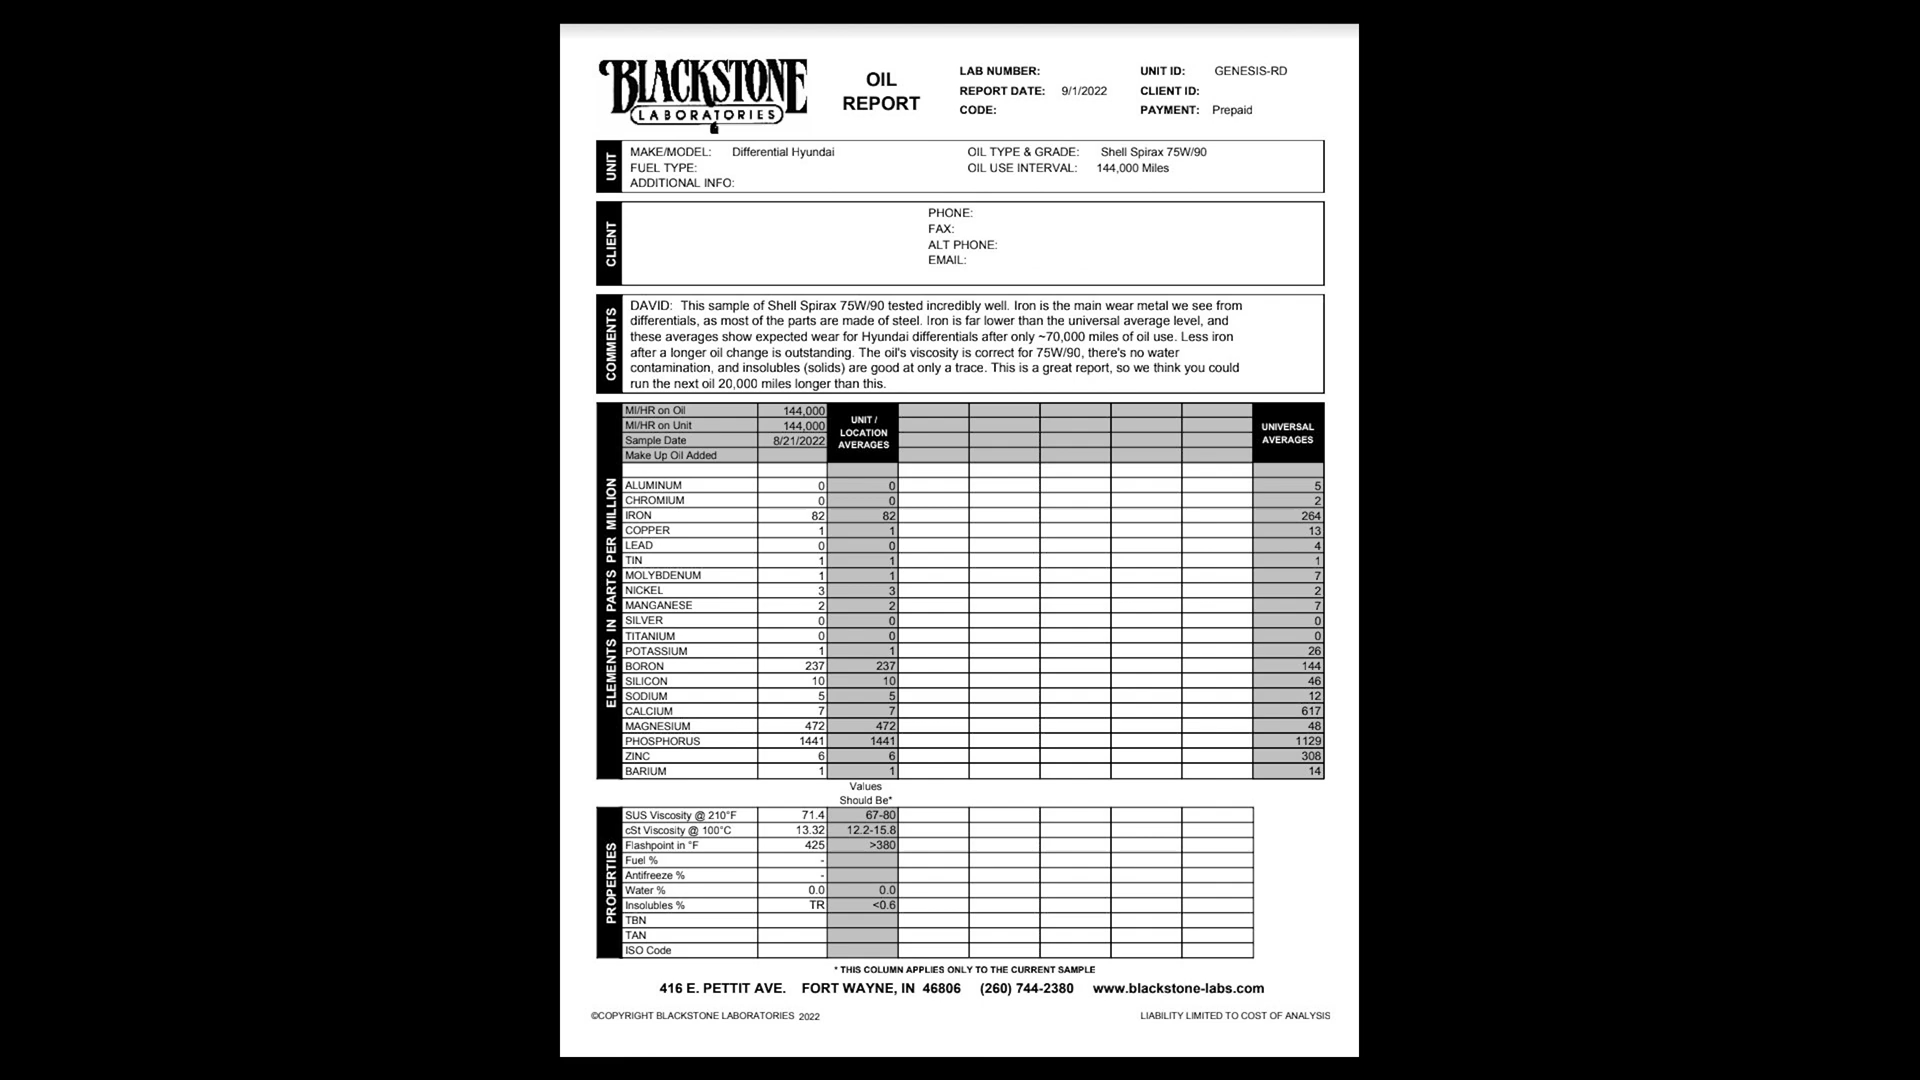 BLACKSTONE
LABORATORIES
OIL
REPORT
LAB NUMBER:
REPORT DATE: 9/1/2022
CODE:
UNIT ID: GENESIS-RD
CLIENT ID:
PAYMENT: Prepaid
UNIT
MAKE/MODEL: Differential Hyundai
FUEL TYPE:
ADDITIONAL INFO:
OIL TYPE & GRADE: Shell Spirax 75W/90
OIL USE INTERVAL: 144,000 Miles
CLIENT
PHONE:
FAX:
ALT PHONE:
EMAIL:
COMMENTS
DAVID: This sample of Shell Spirax 75W/90 tested incredibly well. Iron is the main wear metal we see from
differentials, as most of the parts are made of steel. Iron is far lower than the universal average level, and
these averages show expected wear for Hyundai differentials after only ~70,000 miles of oil use. Less iron
after a longer oil change is outstanding. The oil's viscosity is correct for 75W/90, there's no water
contamination, and insolubles (solids) are good at only a trace. This is a great report, so we think you could
run the next oil 20,000 miles longer than this.
MI/HR on Oil 144,000
MI/HR on Unit 144,000
Sample Date 8/21/2022
Make Up Oil Added
UNIT /
LOCATION
AVERAGES
UNIVERSAL
AVERAGES
ELEMENTS IN PARTS PER MILLION
ALUMINUM 0 0 5
CHROMIUM 0 0 2
IRON 82 82 264
COPPER 1 1 13
LEAD 0 0 4
TIN 1 1 1
MOLYBDENUM 1 1 7
NICKEL 3 3 2
MANGANESE 2 2 7
SILVER 0 0 0
TITANIUM 0 0 0
POTASSIUM 1 1 26
BORON 237 237 144
SILICON 10 10 46
SODIUM 5 5 12
CALCIUM 7 7 617
MAGNESIUM 472 472 48
PHOSPHORUS 1441 1441 1129
ZINC 6 6 308
BARIUM 1 1 14
Values
Should Be*
PROPERTIES
SUS Viscosity @ 210°F 71.4 67-80
cSt Viscosity @ 100°C 13.32 12.2-15.8
Flashpoint in °F 425 >380
Fuel % -
Antifreeze % -
Water % 0.0 0.0
Insolubles % TR <0.6
TBN
TAN
ISO Code
* THIS COLUMN APPLIES ONLY TO THE CURRENT SAMPLE
416 E. PETTIT AVE. FORT WAYNE, IN 46806 (260) 744-2380 www.blackstone-labs.com
©COPYRIGHT BLACKSTONE LABORATORIES 2022
LIABILITY LIMITED TO COST OF ANALYSIS